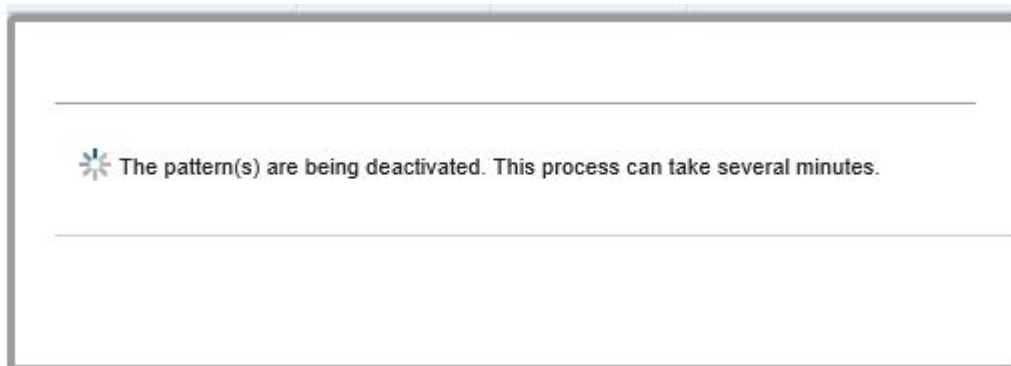 The pattern(s) are being deactivated. This process can take several minutes.